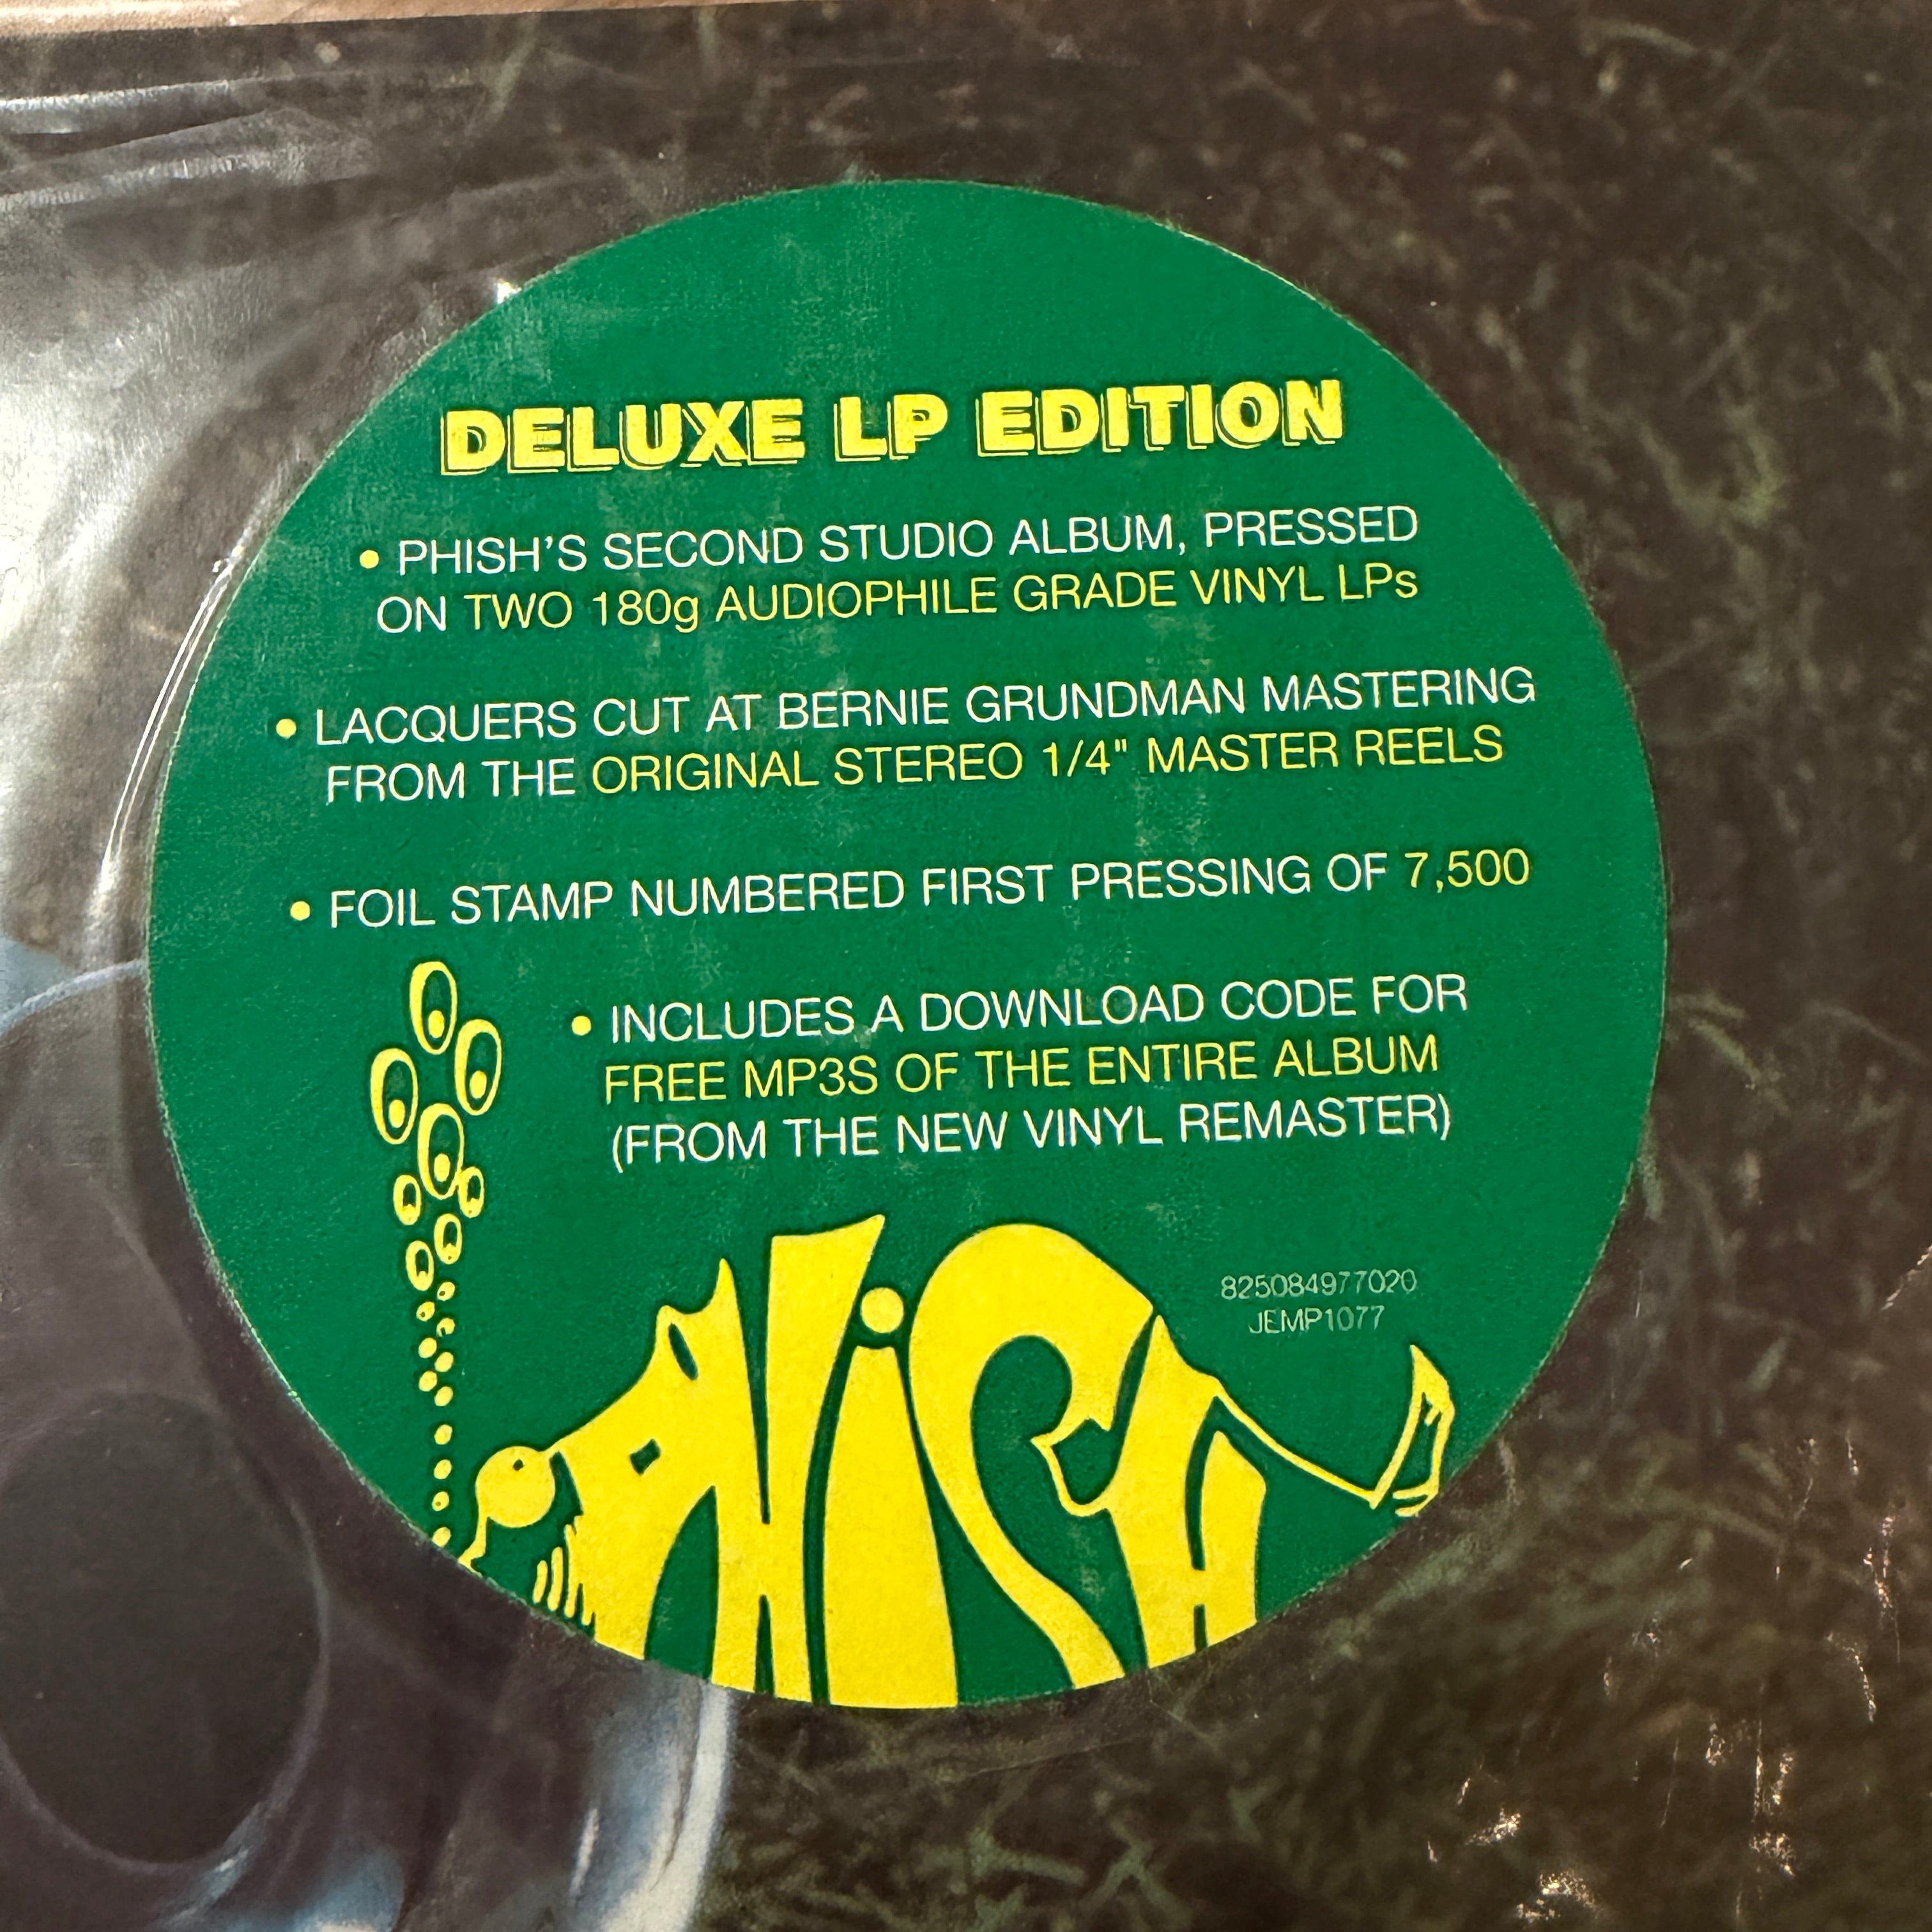 DELUXE LP EDITION
• PHISH'S SECOND STUDIO ALBUM, PRESSED
ON TWO 180g AUDIOPHILE GRADE VINYL LPs
• LACQUERS CUT AT BERNIE GRUNDMAN MASTERING
FROM THE ORIGINAL STEREO 1/4" MASTER REELS
• FOIL STAMP NUMBERED FIRST PRESSING OF 7,500
• INCLUDES A DOWNLOAD CODE FOR
FREE MP3S OF THE ENTIRE ALBUM
(FROM THE NEW VINYL REMASTER)
825084977020
JEMP1077
PHiSH